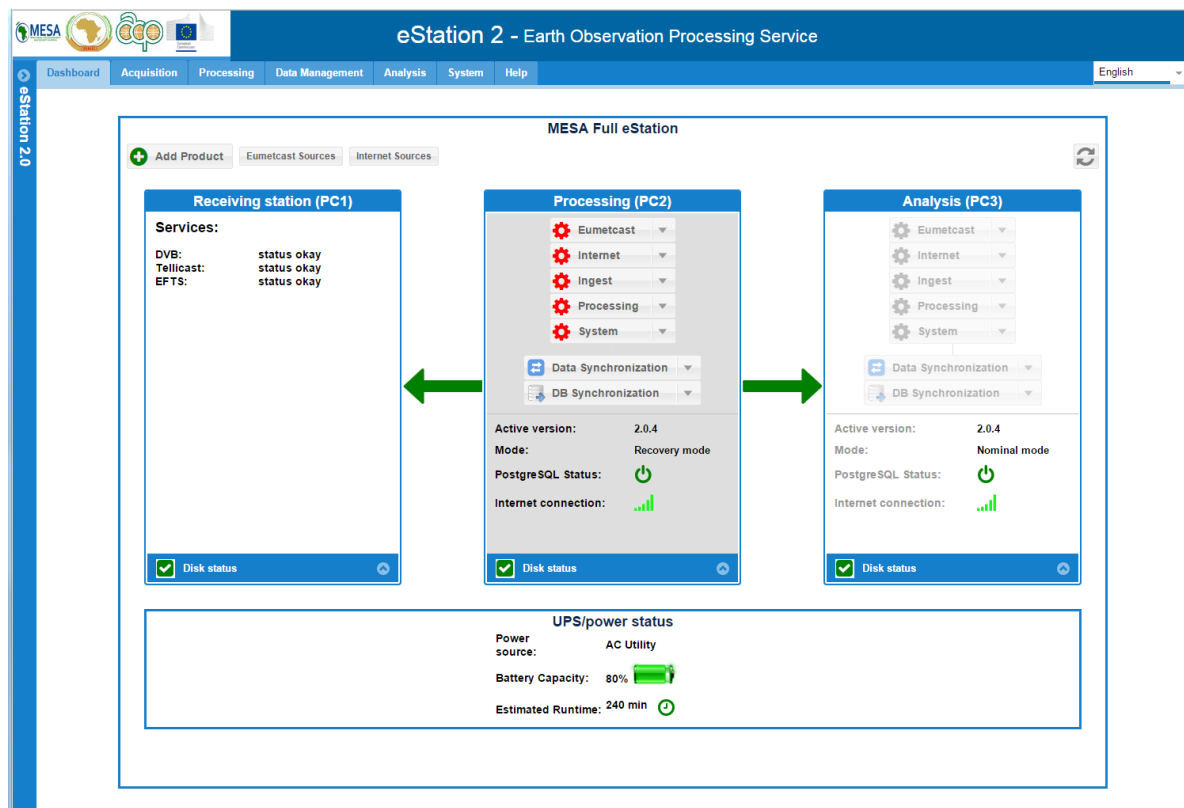 MESA
eStation 2 - Earth Observation Processing Service
Dashboard Acquisition Processing Data Management Analysis System Help
English
eStation 2.0
MESA Full eStation
Add Product Eumetcast Sources Internet Sources
Receiving station (PC1)
Services:
DVB: status okay
Tellicast: status okay
EFTS: status okay
Disk status
Processing (PC2)
Eumetcast
Internet
Ingest
Processing
System
Data Synchronization
DB Synchronization
Active version: 2.0.4
Mode: Recovery mode
PostgreSQL Status:
Internet connection:
Disk status
Analysis (PC3)
Eumetcast
Internet
Ingest
Processing
System
Data Synchronization
DB Synchronization
Active version: 2.0.4
Mode: Nominal mode
PostgreSQL Status:
Internet connection:
Disk status
UPS/power status
Power
source: AC Utility
Battery Capacity: 80%
Estimated Runtime: 240 min